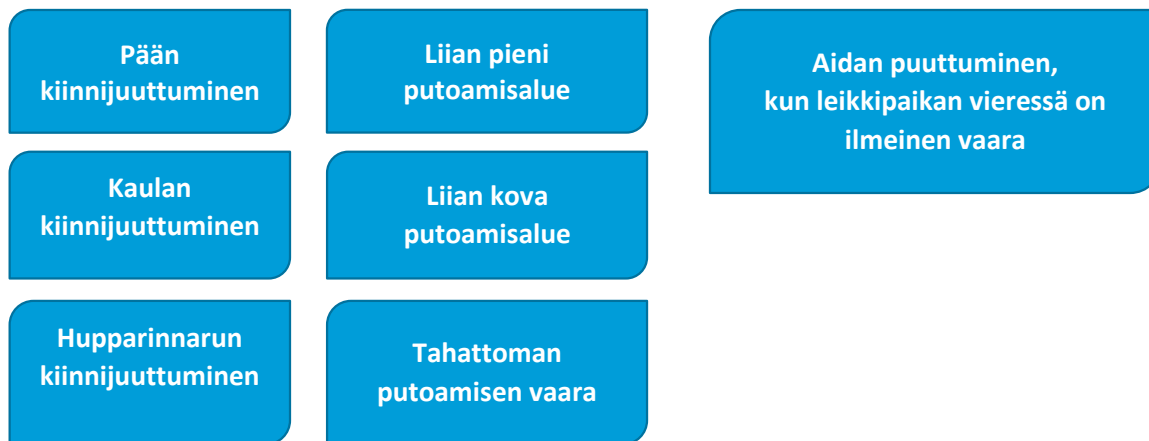 Pään
kiinnijuuttuminen
Liian pieni
putoamisalue
Aidan puuttuminen,
kun leikkipaikan vieressä on
ilmeinen vaara
Kaulan
kiinnijuuttuminen
Liian kova
putoamisalue
Hupparinnarun
kiinnijuuttuminen
Tahattoman
putoamisen vaara